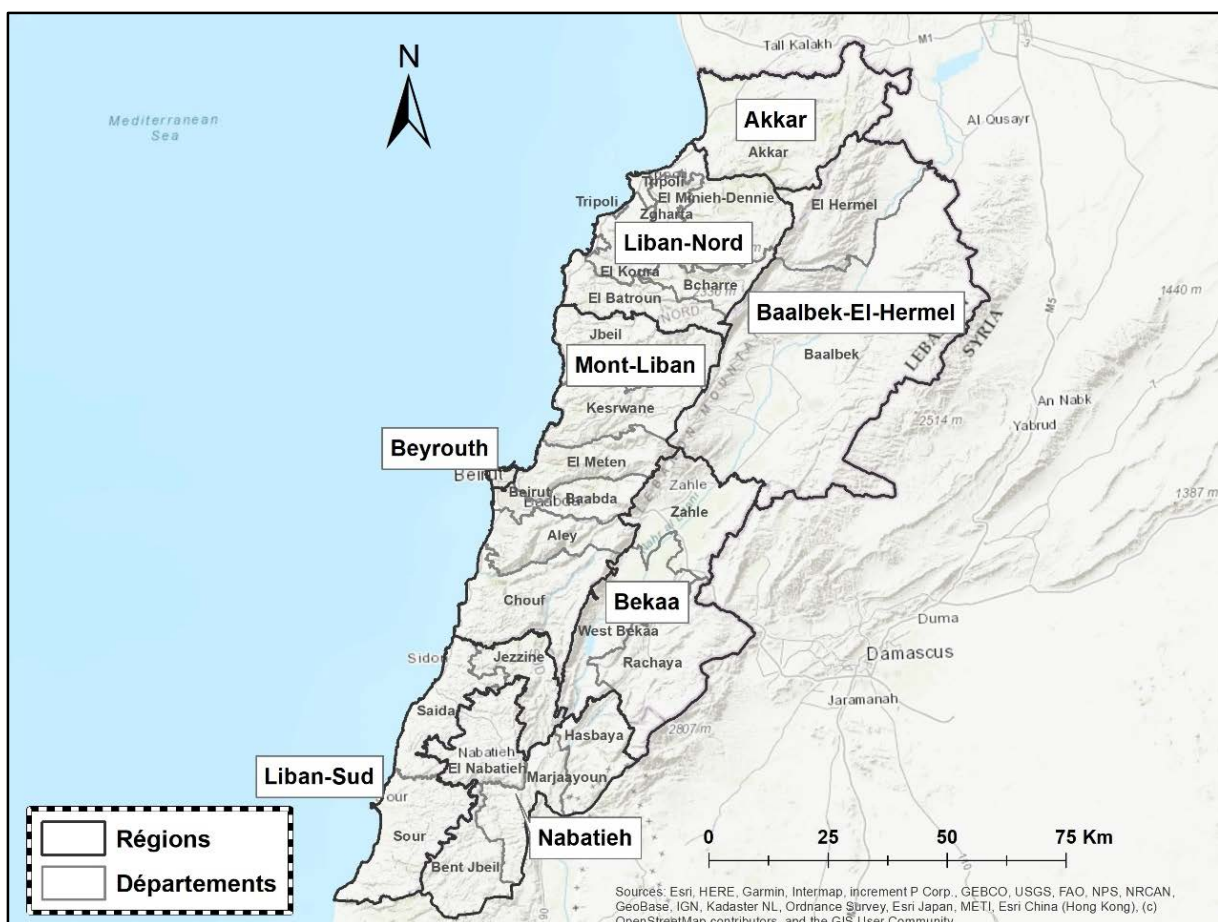 Tall Kalakh
M1
3
N
Mediterranean
Sea
Al Qusayr
Akkar
Akkar
Tripoli
Tripoli
El Minieh-Dennie
Zgharta
El Hermel
Liban-Nord
El Koura
Bcharre
El Batroun
NORD
1440 m
M5
Baalbek-El-Hermel
Baalbek
SYRIA
Jbeil
Mont-Liban
Kesrwane
An Nabk
Yabrud
2514 m
Beyrouth
Beirut
El Meten
Zahle
Beirut
Baabda
Baabda
Zahle
1387 m
Aley
Chouf
Bekaa
West Bekaa
Rachaya
Duma
Damascus
Jaramanah
Sidon
Jezzine
Saida
Hasbaya
2807 m
Nabatieh
El Nabatieh
Marjaayoun
Liban-Sud
Sour
Nabatieh
Bent Jbeil
Régions
Départements
0 25 50 75 Km
Sources: Esri, HERE, Garmin, Intermap, increment P Corp., GEBCO, USGS, FAO, NPS, NRCAN,
GeoBase, IGN, Kadaster NL, Ordnance Survey, Esri Japan, METI, Esri China (Hong Kong), (c)
OpenStreetMap contributors, and the GIS User Community